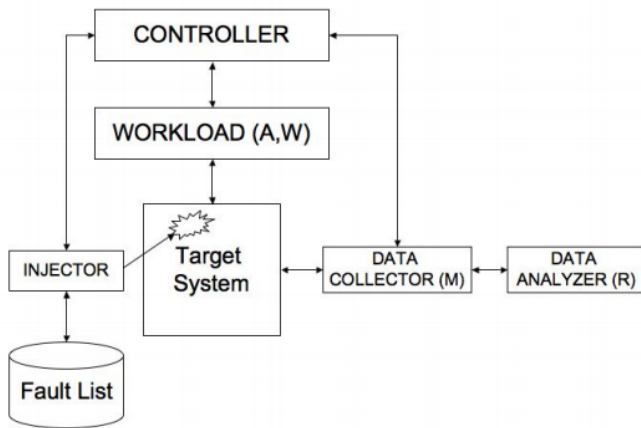 CONTROLLER
WORKLOAD (A,W)
Target
System
INJECTOR
DATA
COLLECTOR (M)
DATA
ANALYZER (R)
Fault List